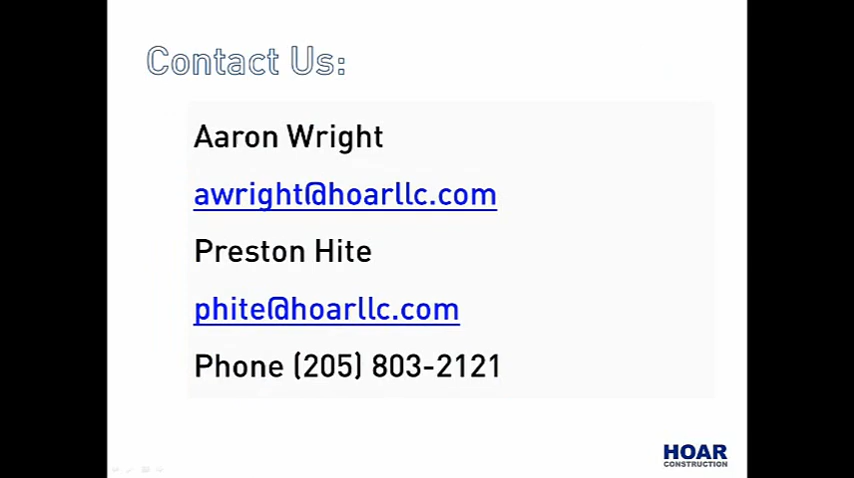 Contact Us:
Aaron Wright
awright@hoarllc.com
Preston Hite
phite@hoarllc.com
Phone (205) 803-2121
HOAR
CONSTRUCTION